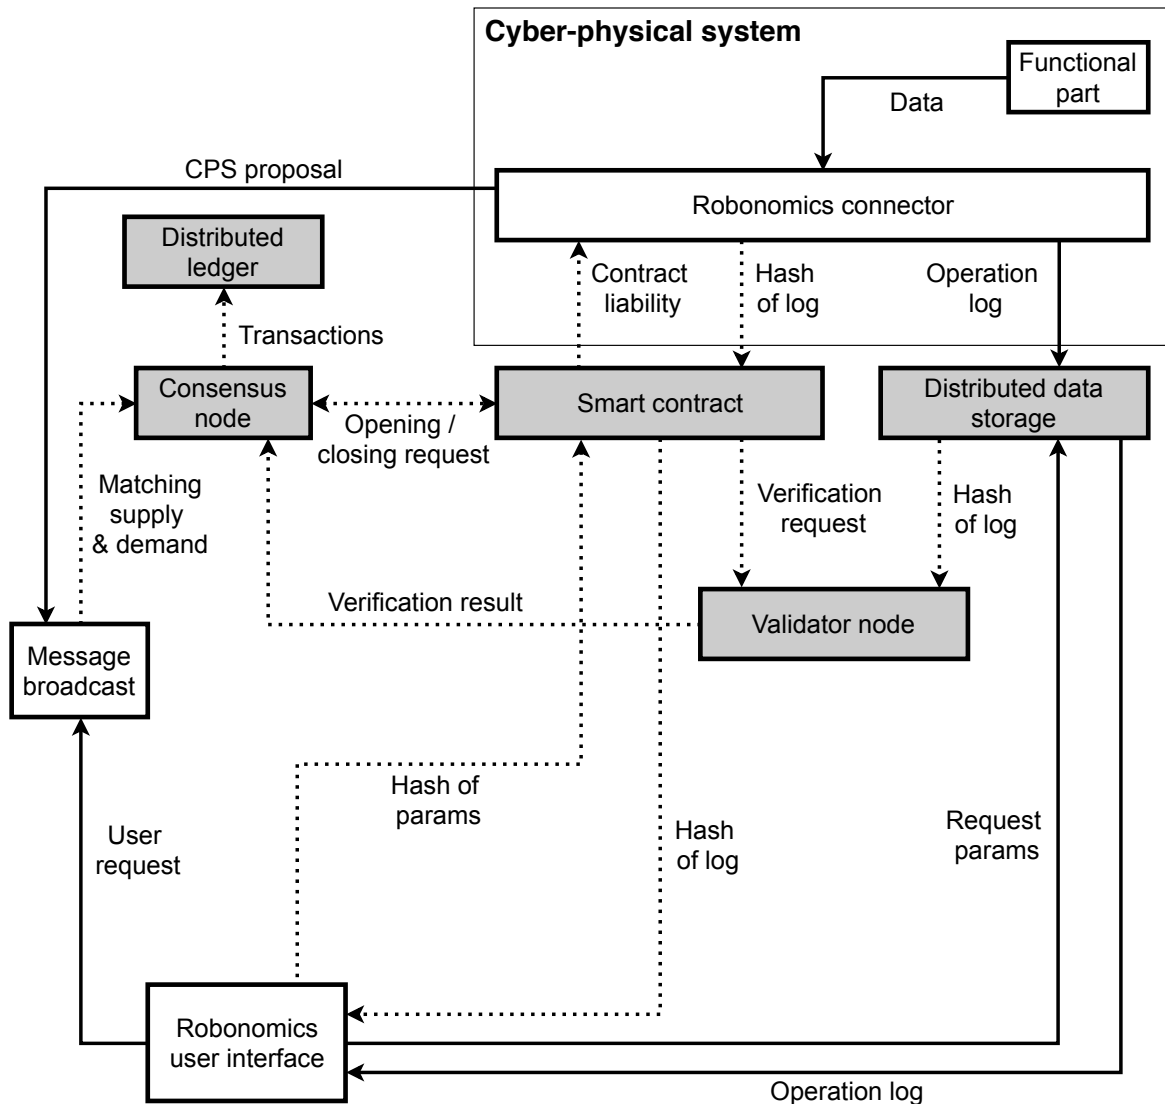 Cyber-physical system
Functional
part
Data
CPS proposal
Robonomics connector
Distributed
ledger
Contract
liability
Hash
of log
Operation
log
Transactions
Consensus
node
Opening /
closing request
Smart contract
Distributed data
storage
Matching
supply
& demand
Verification
request
Hash
of log
Verification result
Validator node
Message
broadcast
Hash of
params
User
request
Hash
of log
Request
params
Robonomics
user interface
Operation log